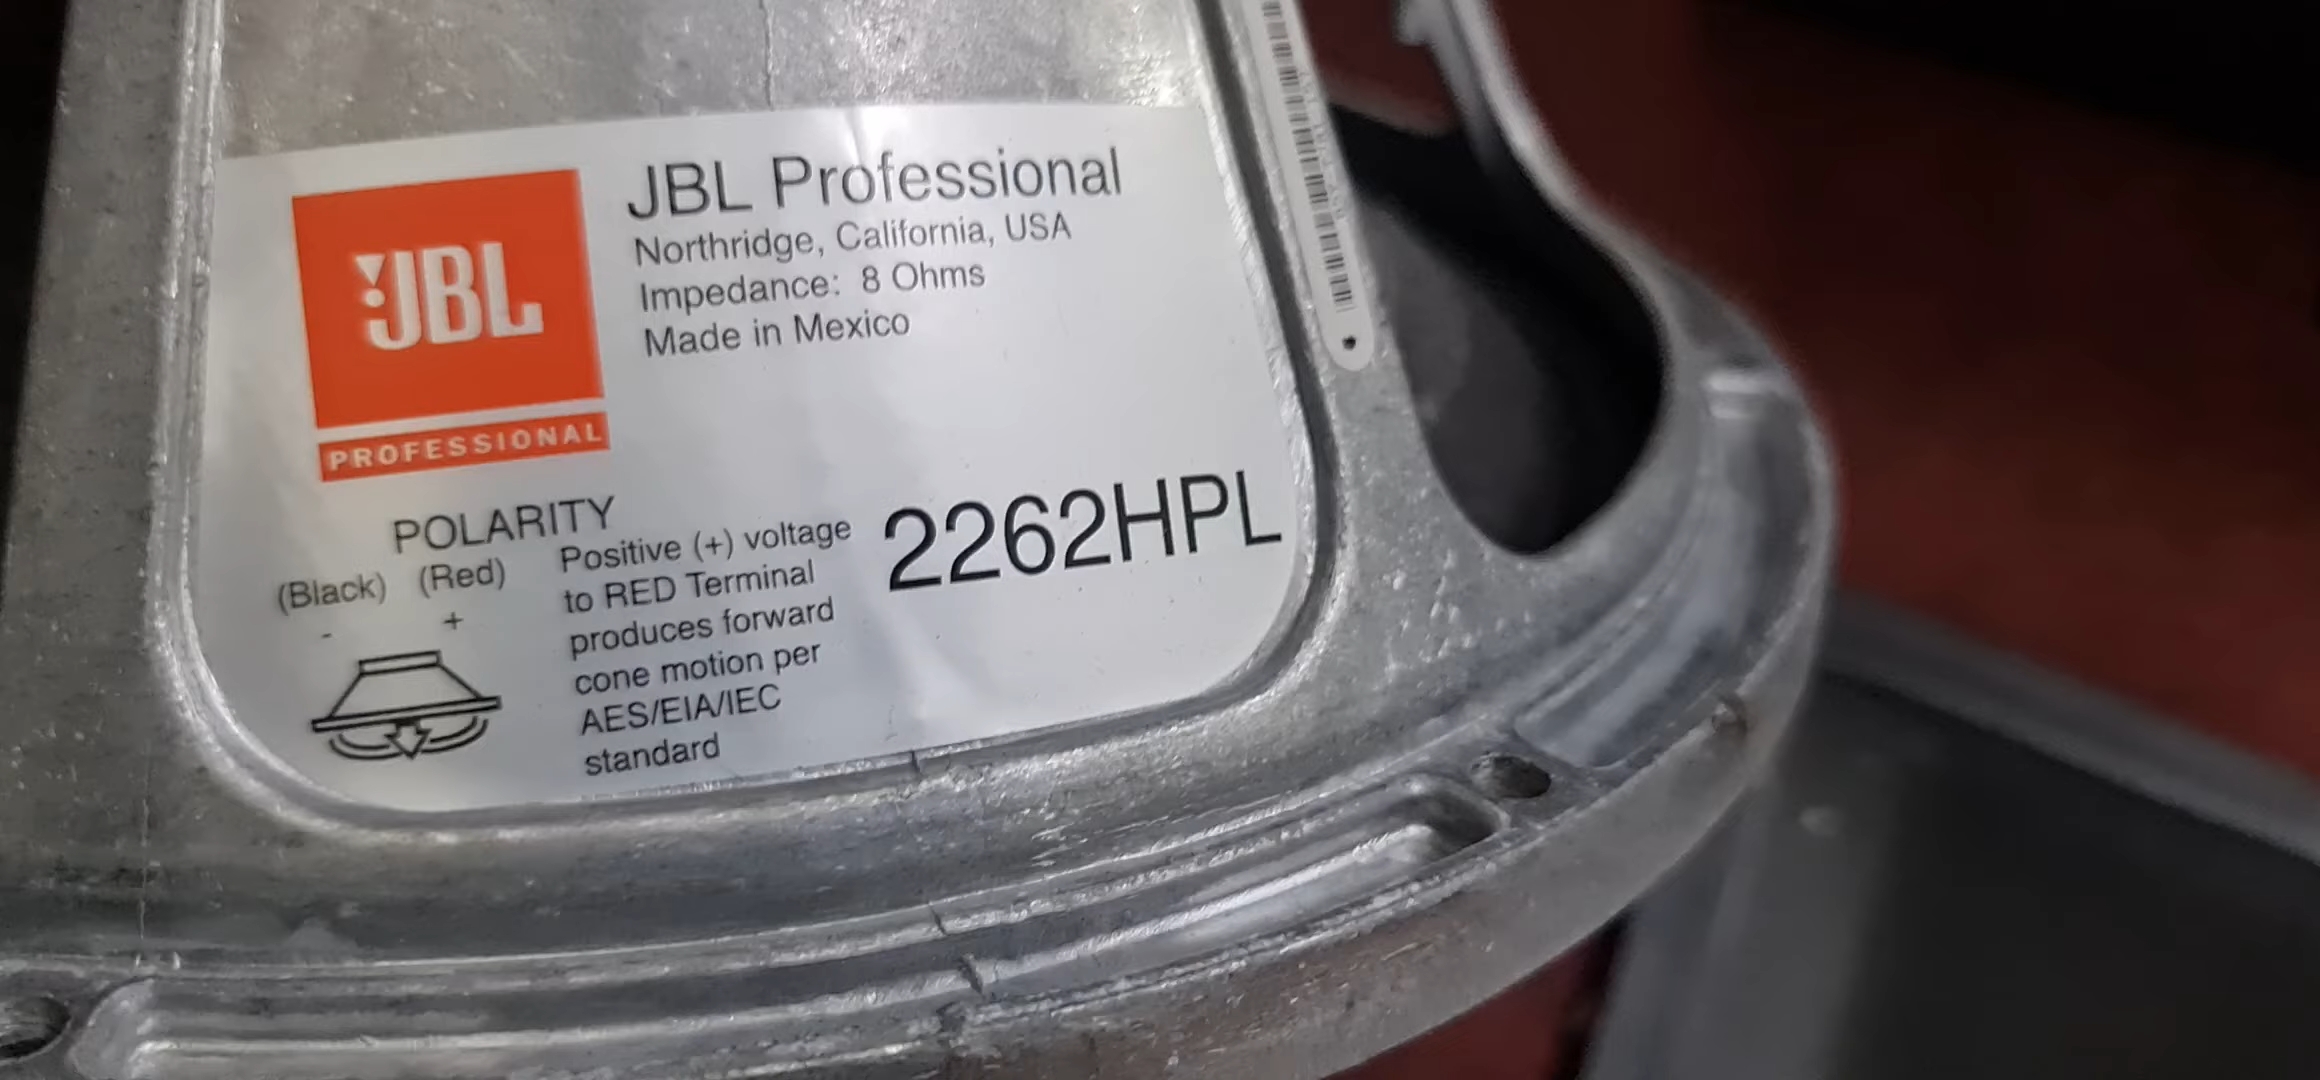 JBL
PROFESSIONAL
JBL Professional
Northridge, California, USA
Impedance: 8 Ohms
Made in Mexico
POLARITY
(Black) (Red)
- +
Positive (+) voltage
to RED Terminal
produces forward
cone motion per
AES/EIA/IEC
standard
2262HPL